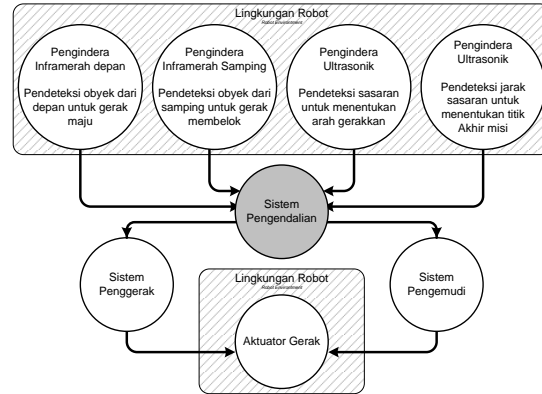 Lingkungan Robot
Robot Environtment
Pengindera
Inframerah depan
Pendeteksi obyek dari
depan untuk gerak
maju
Pengindera
Inframerah Samping
Pendeteksi obyek dari
samping untuk gerak
membelok
Pengindera
Ultrasonik
Pendeteksi sasaran
untuk menentukan
arah gerakkan
Pengindera
Ultrasonik
Pendeteksi jarak
sasaran untuk
menentukan titik
Akhir misi
Sistem
Pengendalian
Sistem
Penggerak
Lingkungan Robot
Robot Environtment
Aktuator Gerak
Sistem
Pengemudi